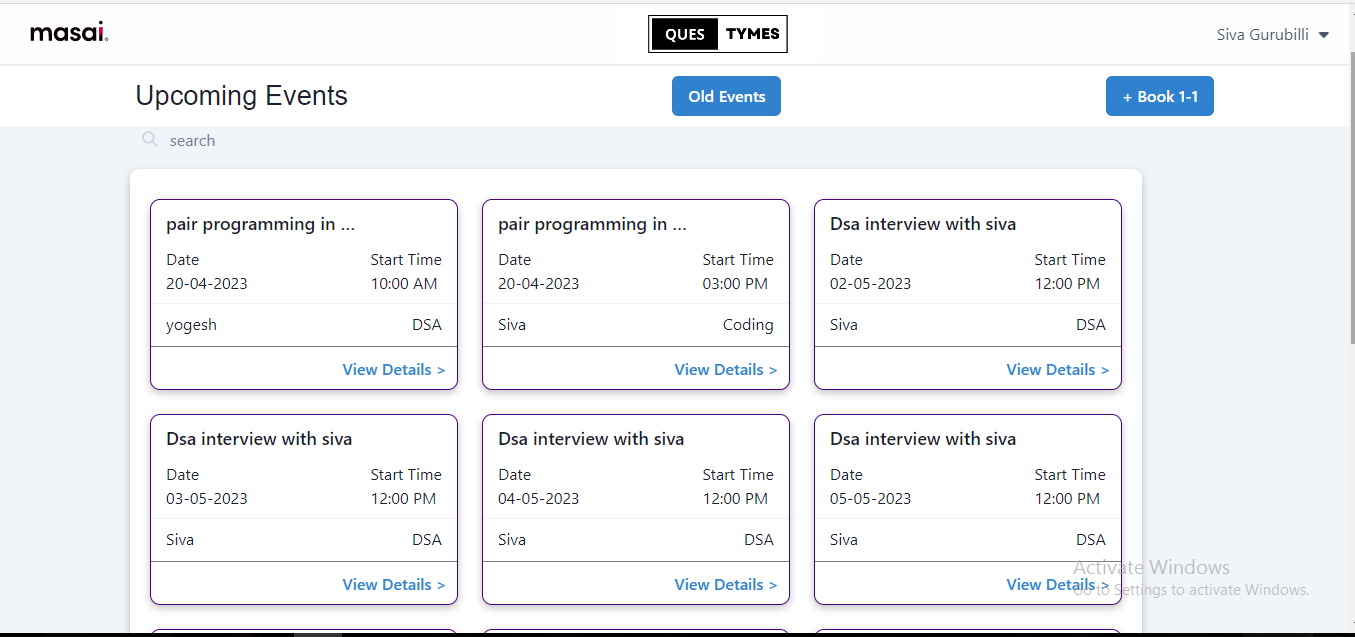 masai.
QUES TYMES
Siva Gurubilli
Upcoming Events
Old Events
+ Book 1-1
search
pair programming in ...
Date Start Time
20-04-2023 10:00 AM
yogesh DSA
View Details >
pair programming in ...
Date Start Time
20-04-2023 03:00 PM
Siva Coding
View Details >
Dsa interview with siva
Date Start Time
02-05-2023 12:00 PM
Siva DSA
View Details >
Dsa interview with siva
Date Start Time
03-05-2023 12:00 PM
Siva DSA
View Details >
Dsa interview with siva
Date Start Time
04-05-2023 12:00 PM
Siva DSA
View Details >
Dsa interview with siva
Date Start Time
05-05-2023 12:00 PM
Siva DSA
View Details >
Activate Windows
Go to Settings to activate Windows.